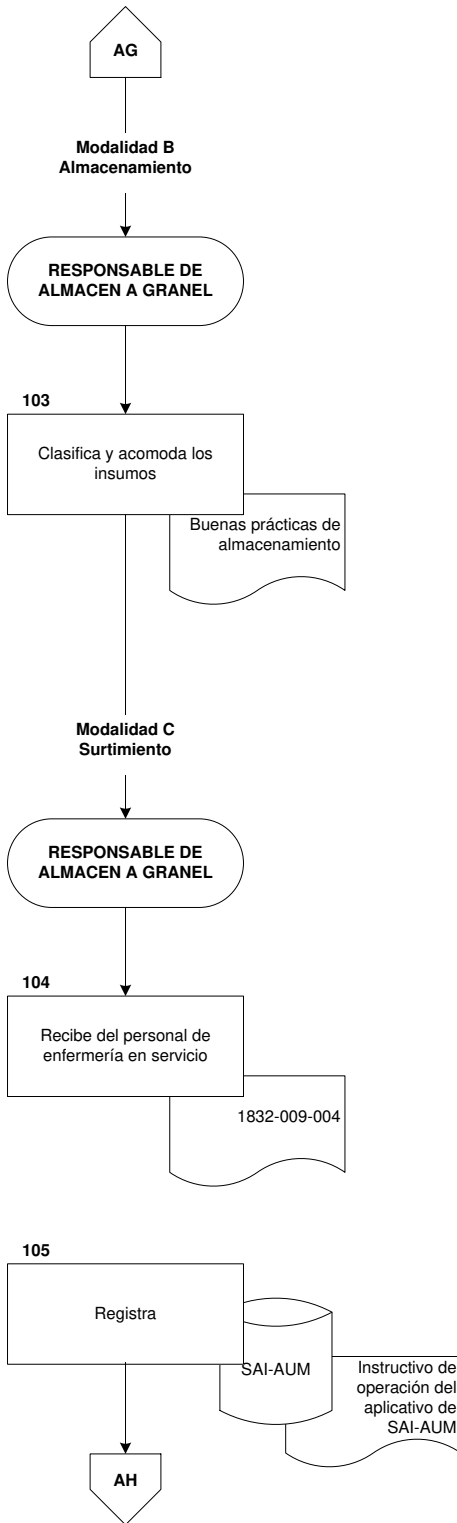 AG
Modalidad B
Almacenamiento
RESPONSABLE DE
ALMACEN A GRANEL
103
Clasifica y acomoda los
insumos
Buenas prácticas de
almacenamiento
Modalidad C
Surtimiento
RESPONSABLE DE
ALMACEN A GRANEL
104
Recibe del personal de
enfermería en servicio
1832-009-004
105
Registra
SAI-AUM
Instructivo de
operación del
aplicativo de
SAI-AUM
AH